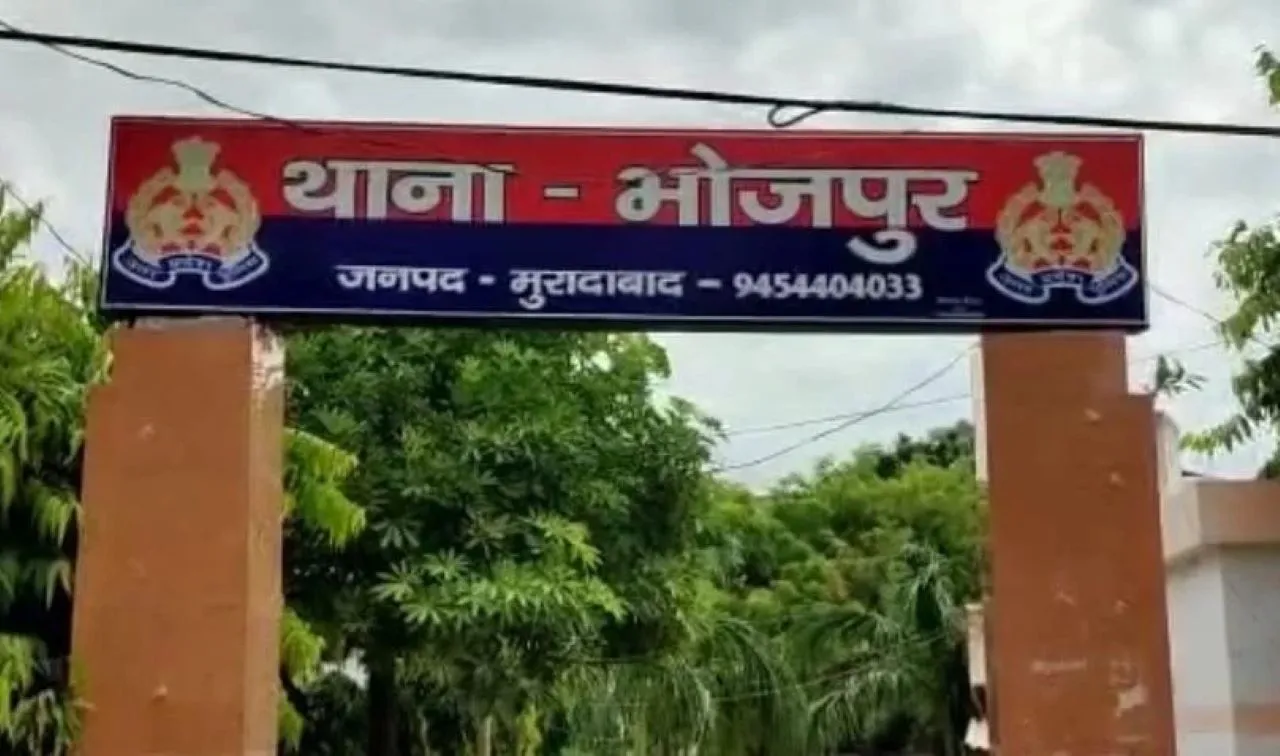 थाना - भोजपुर
जनपद - मुरादाबाद - 9454404033